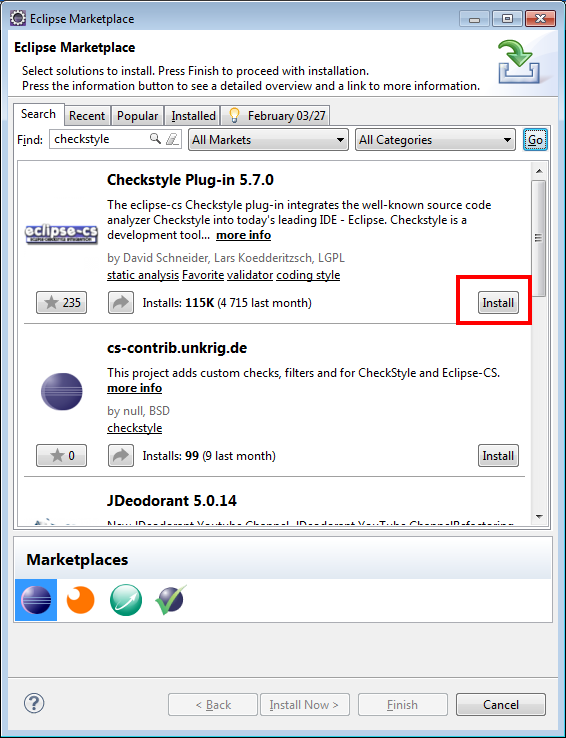 Eclipse Marketplace
Eclipse Marketplace
Select solutions to install. Press Finish to proceed with installation.
Press the information button to see a detailed overview and a link to more information.
Search Recent Popular Installed February 03/27
Find: checkstyle All Markets All Categories Go
Checkstyle Plug-in 5.7.0
The eclipse-cs Checkstyle plug-in integrates the well-known source code
analyzer Checkstyle into today's leading IDE - Eclipse. Checkstyle is a
eclipse-cs
development tool... more info
by David Schneider, Lars Koedderitzsch, LGPL
static analysis Favorite validator coding style
235 Installs: 115K (4 715 last month) Install
cs-contrib.unkrig.de
This project adds custom checks, filters and for CheckStyle and Eclipse-CS.
more info
by null, BSD
checkstyle
0 Installs: 99 (9 last month) Install
JDeodorant 5.0.14
New JDeodorant Youtube Channel. JDeodorant YouTube ChannelRefactoring
Marketplaces
? < Back Install Now > Finish Cancel